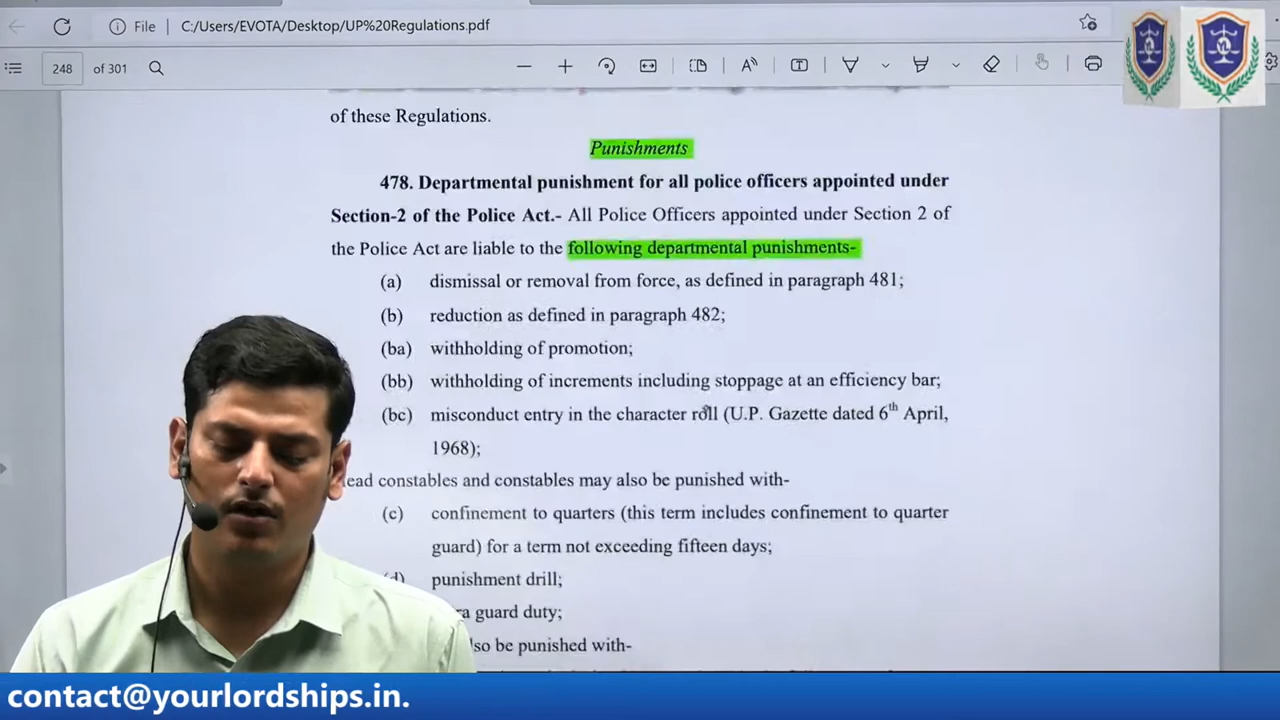 File
C:/Users/EVOTA/Desktop/UP%20Regulations.pdf
248 of 301
of these Regulations.
Punishments
478. Departmental punishment for all police officers appointed under
Section-2 of the Police Act.- All Police Officers appointed under Section 2 of
the Police Act are liable to the following departmental punishments-
(a) dismissal or removal from force, as defined in paragraph 481;
(b) reduction as defined in paragraph 482;
(ba) withholding of promotion;
(bb) withholding of increments including stoppage at an efficiency bar;
(bc) misconduct entry in the character roll (U.P. Gazette dated 6th April,
1968);
ead constables and constables may also be punished with-
(c) confinement to quarters (this term includes confinement to quarter
guard) for a term not exceeding fifteen days;
(d) punishment drill;
a guard duty;
so be punished with-
contact@yourlordships.in.